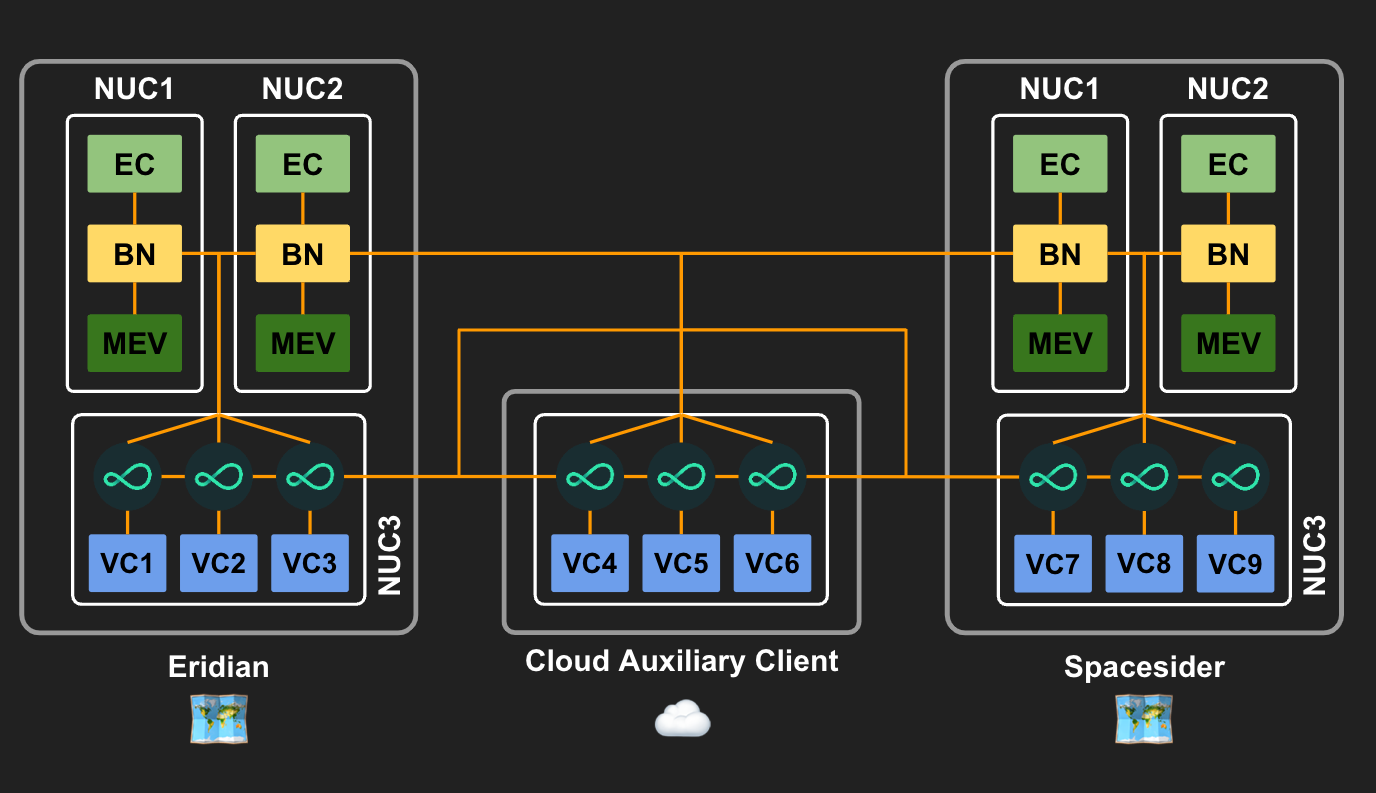 NUC1
NUC2
EC
EC
BN
BN
MEV
MEV
VC1
VC2
VC3
NUC3
Eridian
VC4
VC5
VC6
Cloud Auxiliary Client
NUC1
NUC2
EC
EC
BN
BN
MEV
MEV
VC7
VC8
VC9
NUC3
Spacesider